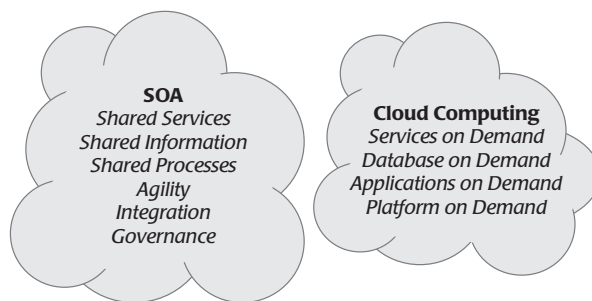 SOA
Shared Services
Shared Information
Shared Processes
Agility
Integration
Governance
Cloud Computing
Services on Demand
Database on Demand
Applications on Demand
Platform on Demand